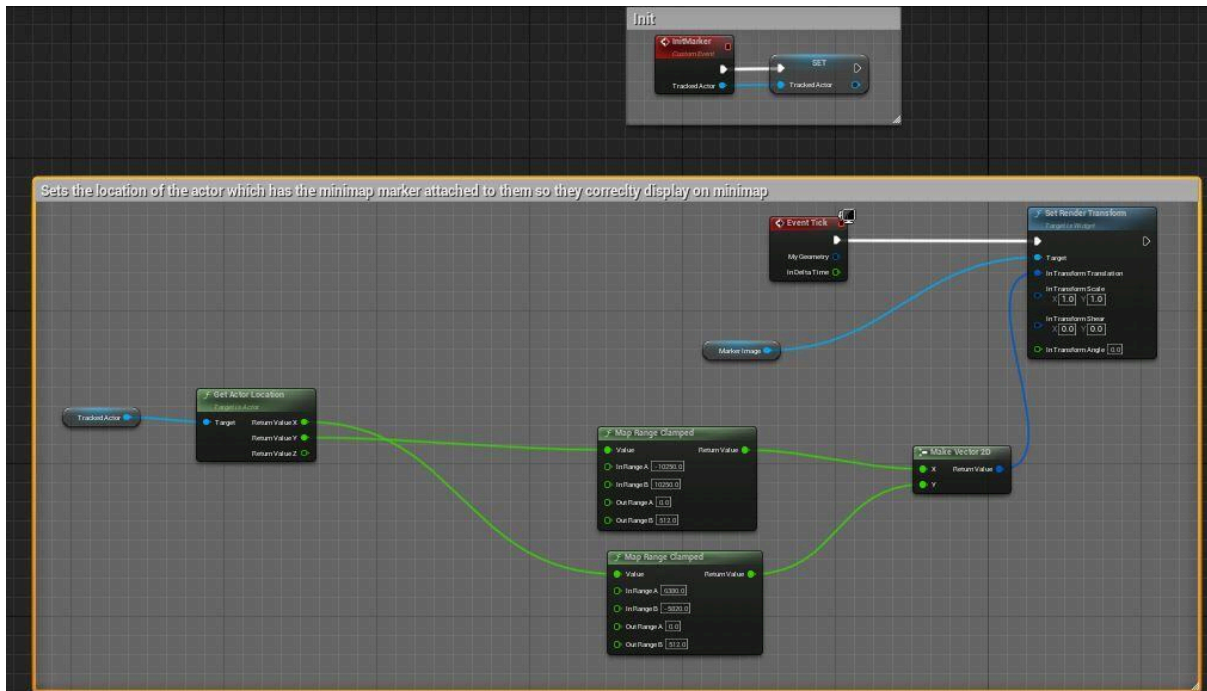 Init
InitMarker
Custom Event
Tracked Actor
SET
Tracked Actor
Sets the location of the actor which has the minimap marker attached to them so they correclty display on minimap
Event Tick
My Geometry
In Delta Time
Set Render Transform
Target is Widget
Target
In Transform Translation
In Transform Scale
X 1.0 Y 1.0
In Transform Shear
X 0.0 Y 0.0
In Transform Angle 0.0
Marker Image
Tracked Actor
Get Actor Location
Target is Actor
Target Return Value X
Return Value Y
Return Value Z
Map Range Clamped
Value Return Value
In Range A -10250.0
In Range B 10250.0
Out Range A 0.0
Out Range B 512.0
Make Vector 2D
X Return Value
Y
Map Range Clamped
Value Return Value
In Range A 6380.0
In Range B -5820.0
Out Range A 0.0
Out Range B 512.0